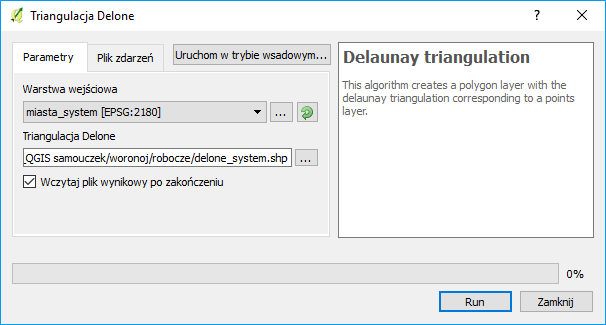 Triangulacja Delone
Parametry
Plik zdarzeń
Uruchom w trybie wsadowym...
Warstwa wejściowa
miasta_system [EPSG:2180]
...
Triangulacja Delone
QGIS samouczek/woronoj/robocze/delone_system.shp
...
Wczytaj plik wynikowy po zakończeniu
Delaunay triangulation
This algorithm creates a polygon layer with the
delaunay triangulation corresponding to a points
layer.
0%
Run
Zamknij